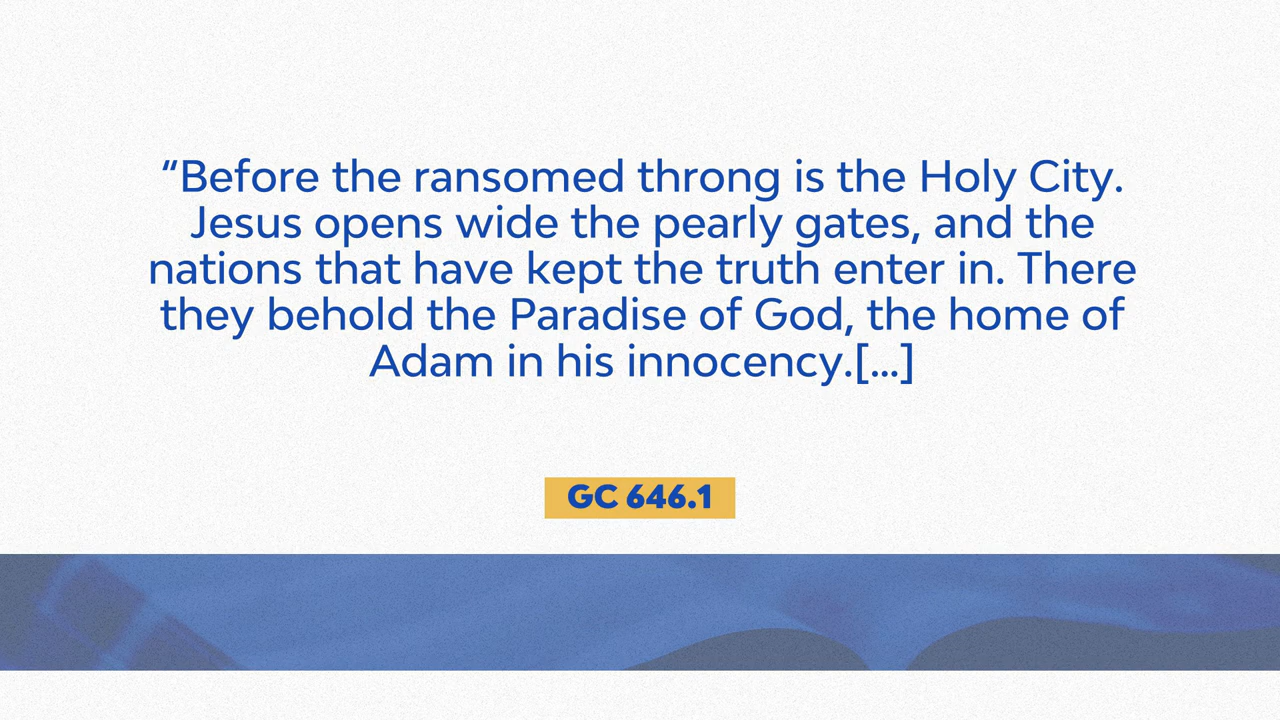 “Before the ransomed throng is the Holy City.
Jesus opens wide the pearly gates, and the
nations that have kept the truth enter in. There
they behold the Paradise of God, the home of
Adam in his innocency.[...]
GC 646.1